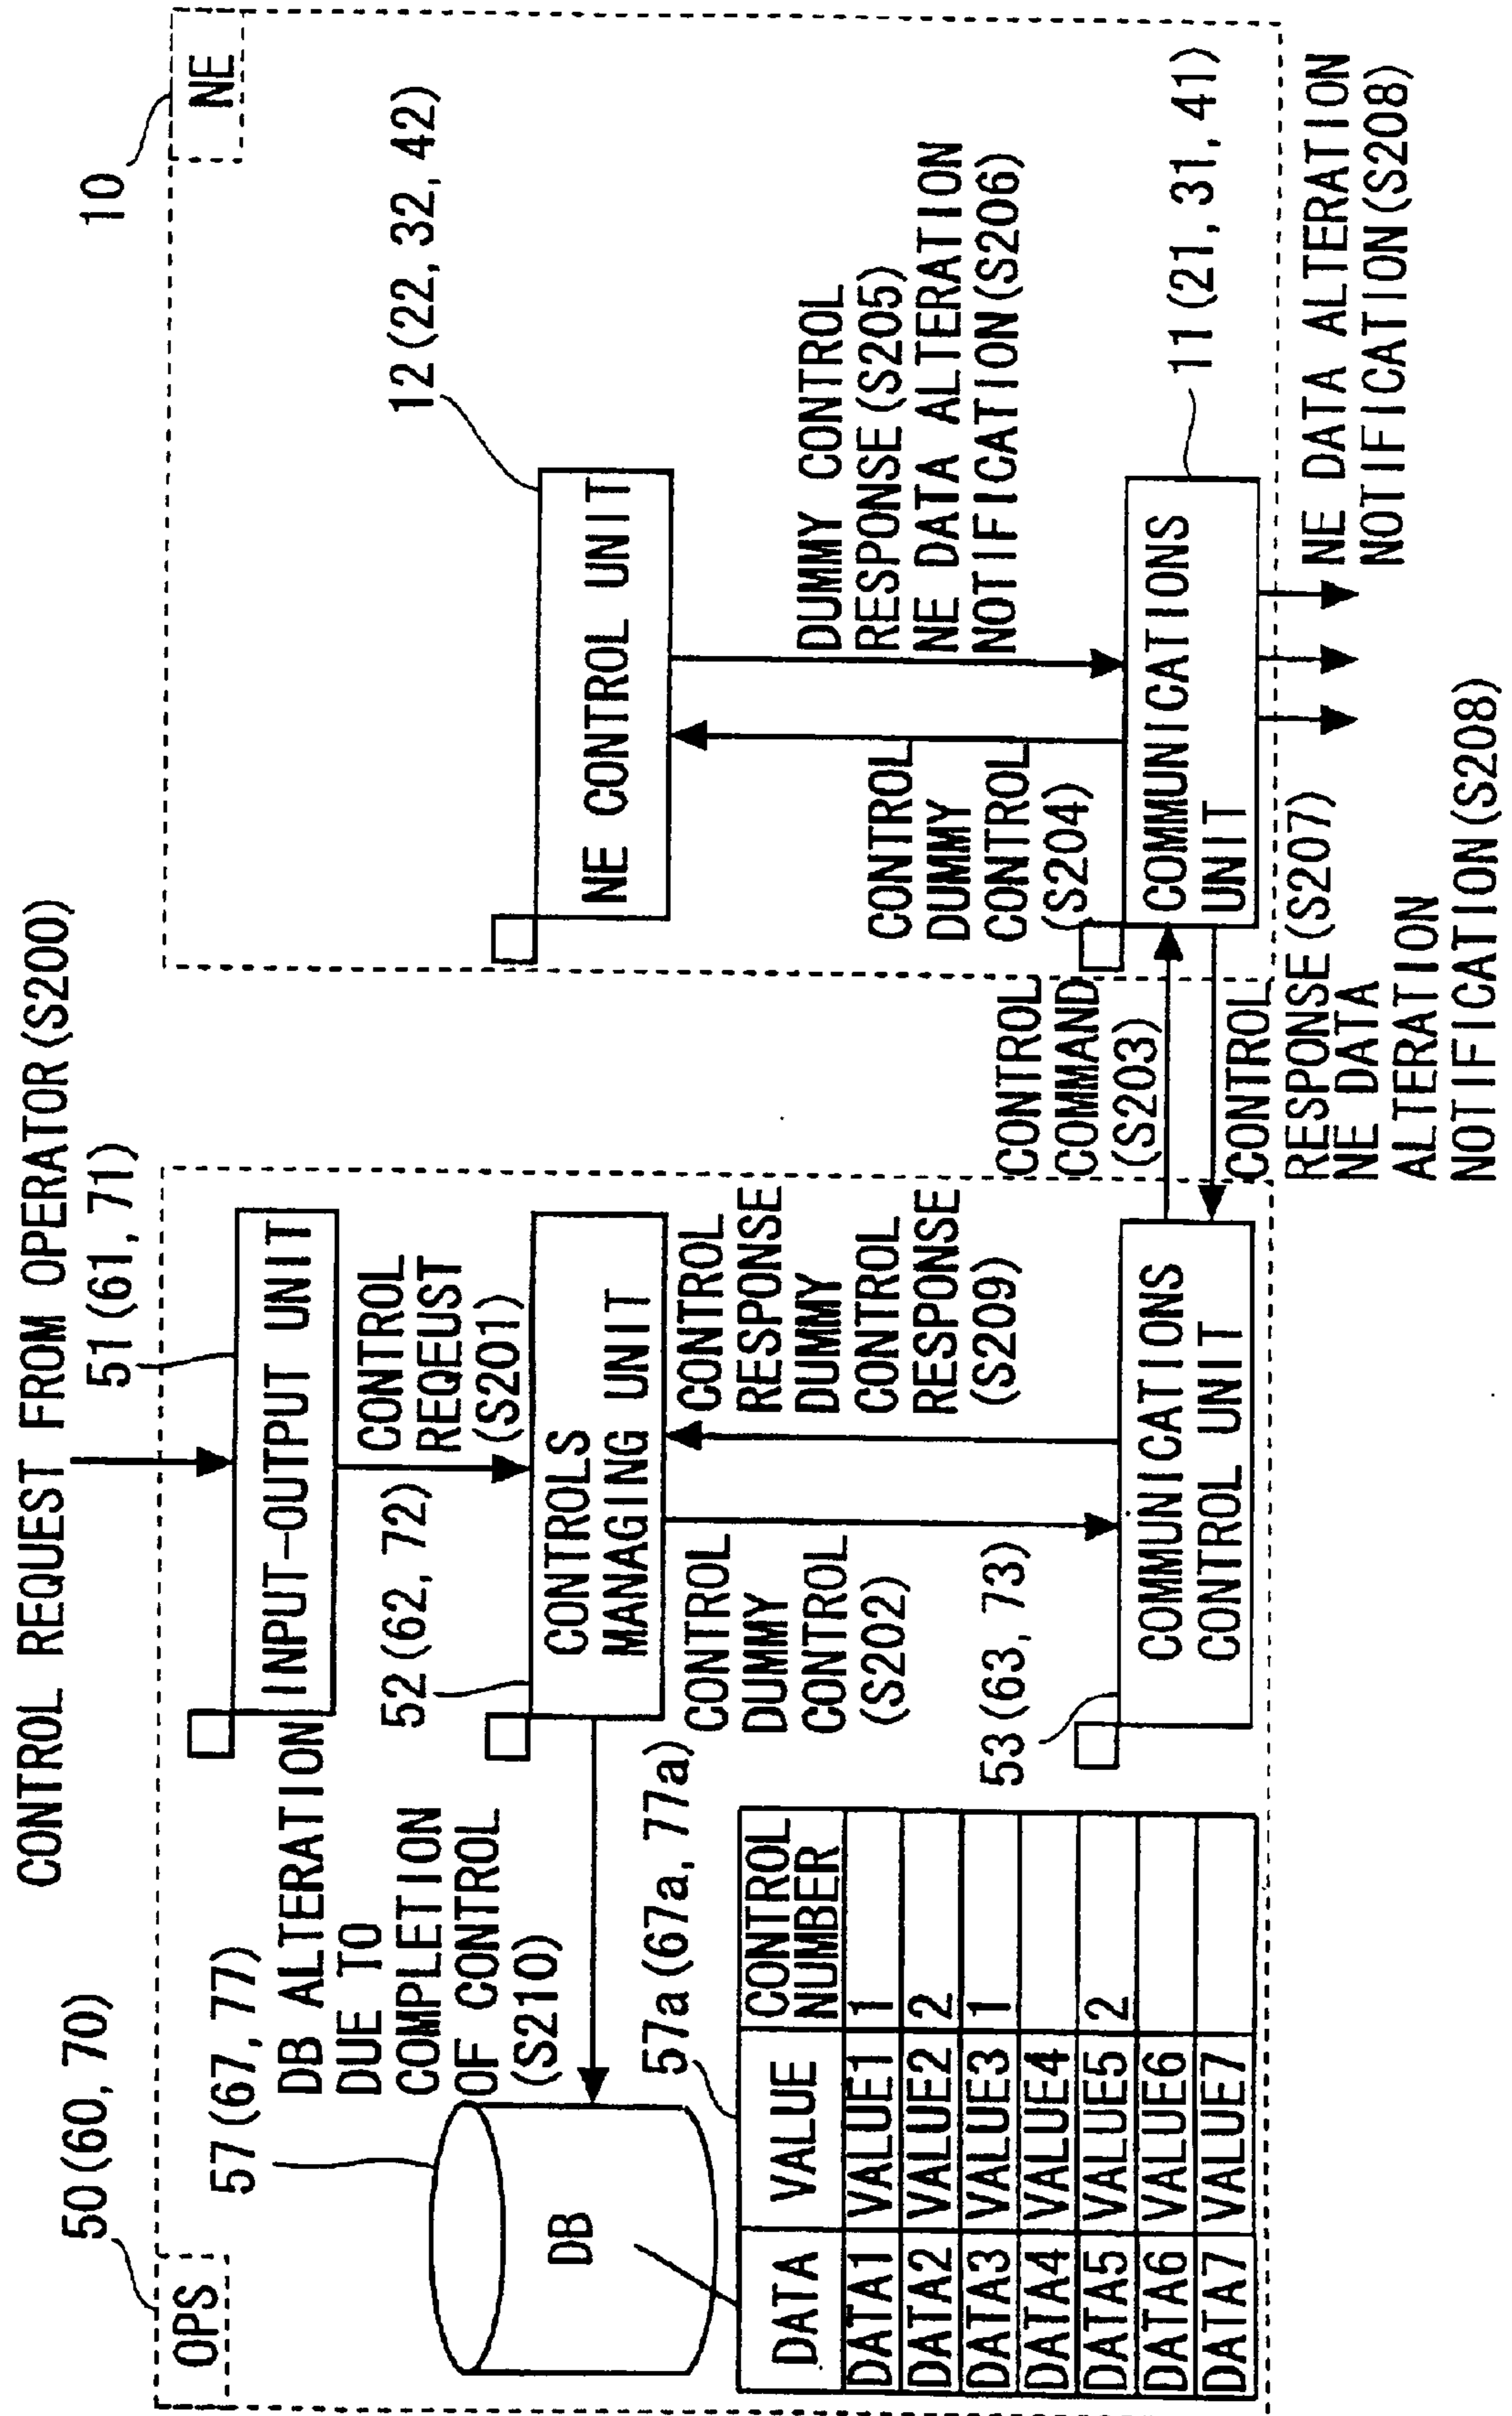 CONTROL REQUEST FROM OPERATOR(S200)
50(60, 70)
OPS
51(61, 71)
INPUT-OUTPUT UNIT
57(67, 77)
DB ALTERATION
DUE TO
COMPLETION
OF CONTROL
(S210)
CONTROL
REQEUST
(S201)
52(62, 72)
CONTROLS
MANAGING UNIT
DB
57a(67a, 77a)
CONTROL
DUMMY
CONTROL
(S202)
CONTROL
RESPONSE
DUMMY
CONTROL
RESPONSE
(S209)
DATA VALUE CONTROL NUMBER
DATA1 VALUE1 1
DATA2 VALUE2 2
DATA3 VALUE3 1
DATA4 VALUE4
DATA5 VALUE5 2
DATA6 VALUE6
DATA7 VALUE7
53(63, 73)
COMMUNICATIONS
CONTROL UNIT
CONTROL
COMMAND
(S203)
CONTROL
RESPONSE(S207)
NE DATA
ALTERATION
NOTIFICATION(S208)
10
NE
12(22, 32, 42)
NE CONTROL UNIT
CONTROL
DUMMY
CONTROL
(S204)
DUMMY CONTROL
RESPONSE(S205)
NE DATA ALTERATION
NOTIFICATION(S206)
11(21, 31, 41)
COMMUNICATIONS
UNIT
NE DATA ALTERATION
NOTIFICATION(S208)